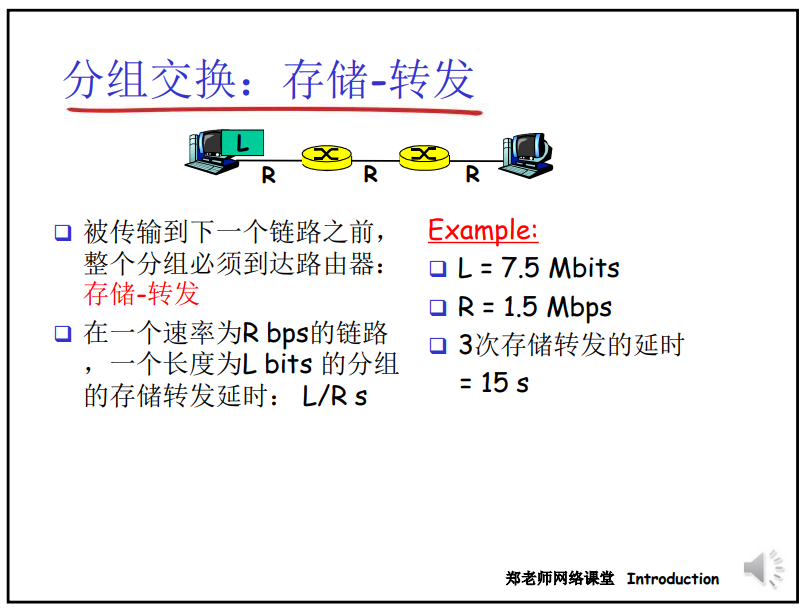 分组交换：存储-转发
L
R
R
R
被传输到下一个链路之前，
整个分组必须到达路由器：
存储-转发
在一个速率为R bps的链路
，一个长度为L bits 的分组
的存储转发延时： L/R s
Example:
L = 7.5 Mbits
R = 1.5 Mbps
3次存储转发的延时
= 15 s
郑老师网络课堂 Introduction